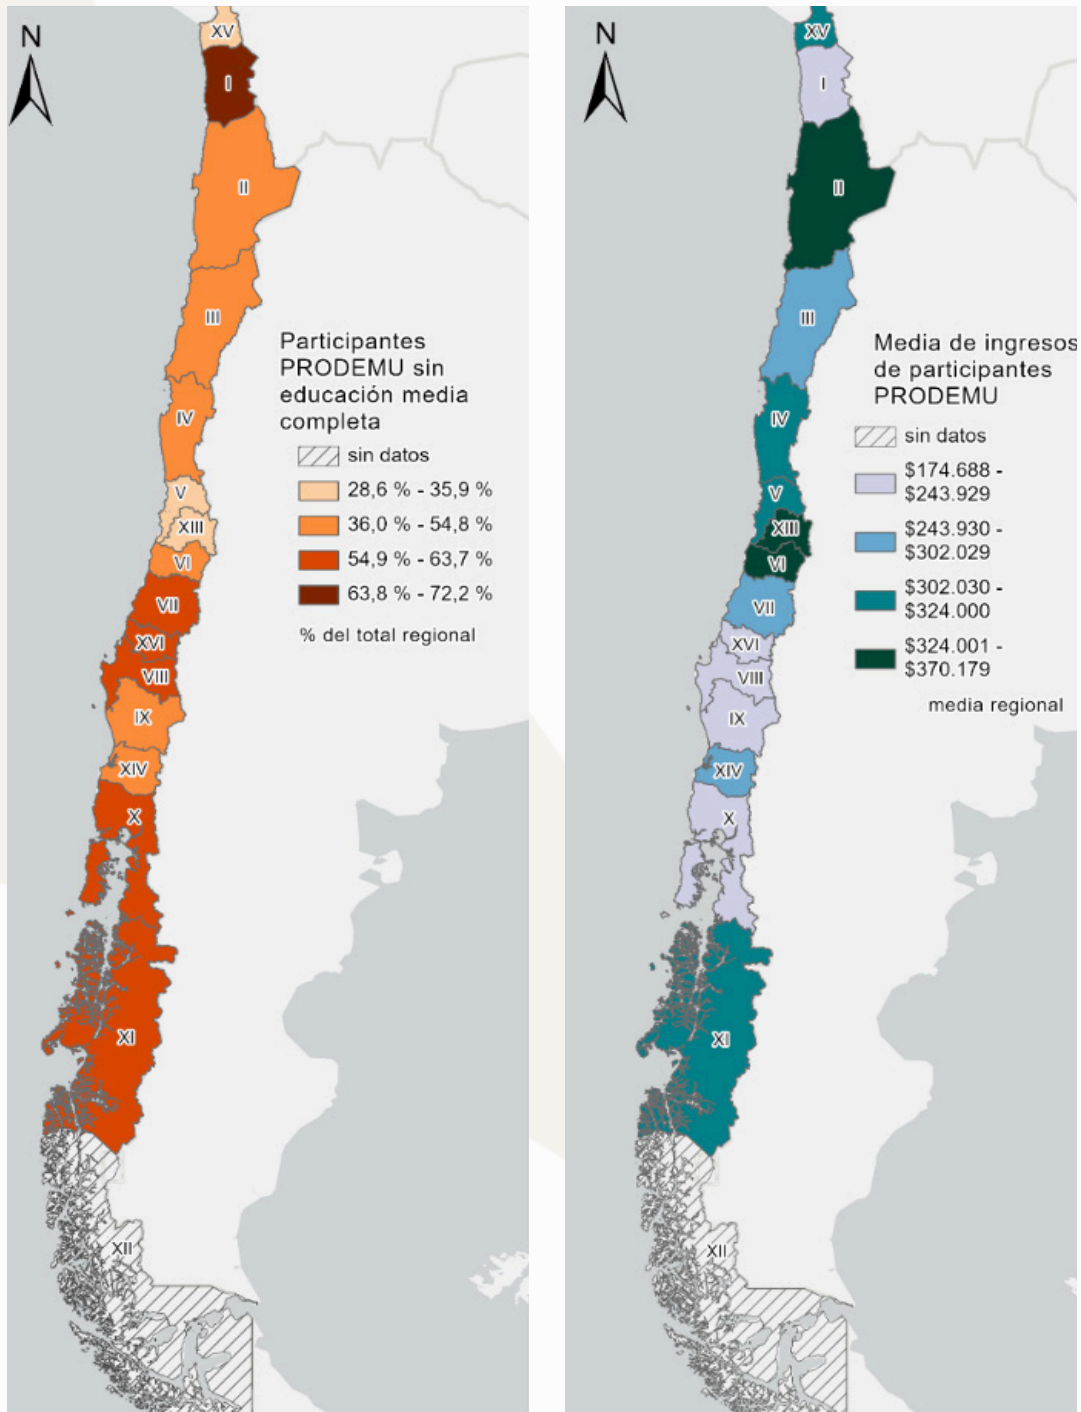 N
XV
I
II
III
IV
V
XIII
VI
VII
XVI
VIII
IX
XIV
X
XI
XII
Participantes
PRODEMU sin
educación media
completa
sin datos
28,6 % - 35,9 %
36,0 % - 54,8 %
54,9 % - 63,7 %
63,8 % - 72,2 %
% del total regional
N
XV
I
II
III
IV
V
XIII
VI
VII
XVI
VIII
IX
XIV
X
XI
XII
Media de ingresos
de participantes
PRODEMU
sin datos
$174.688 -
$243.929
$243.930 -
$302.029
$302.030 -
$324.000
$324.001 -
$370.179
media regional